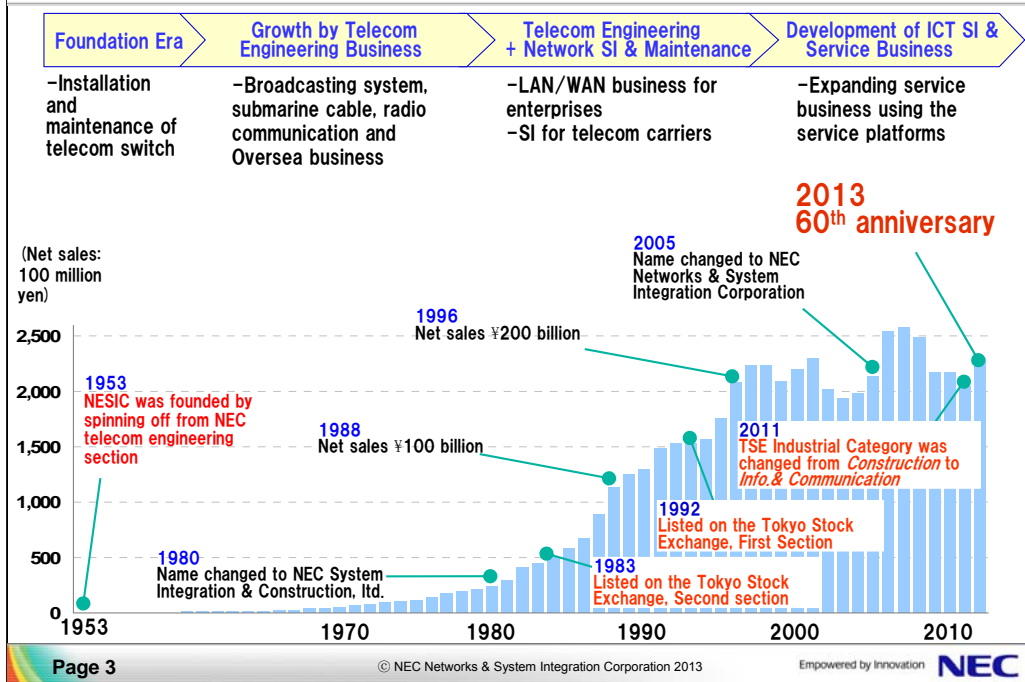 Foundation Era
Growth by Telecom
Engineering Business
Telecom Engineering
+ Network SI & Maintenance
Development of ICT SI &
Service Business
-Installation
and
maintenance of
telecom switch
-Broadcasting system,
submarine cable, radio
communication and
Oversea business
-LAN/WAN business for
enterprises
-SI for telecom carriers
-Expanding service
business using the
service platforms
2013
60th anniversary
(Net sales:
100 million
yen)
2005
Name changed to NEC
Networks & System
Integration Corporation
1996
Net sales ¥200 billion
2,500
2,000
1,500
1,000
500
0
1953
NESIC was founded by
spinning off from NEC
telecom engineering
section
1988
Net sales ¥100 billion
2011
TSE Industrial Category was
changed from Construction to
Info.& Communication
1992
Listed on the Tokyo Stock
Exchange, First Section
1980
Name changed to NEC System
Integration & Construction, ltd.
1983
Listed on the Tokyo Stock
Exchange, Second section
1953
1970
1980
1990
2000
2010
Page 3
© NEC Networks & System Integration Corporation 2013
Empowered by Innovation
NEC